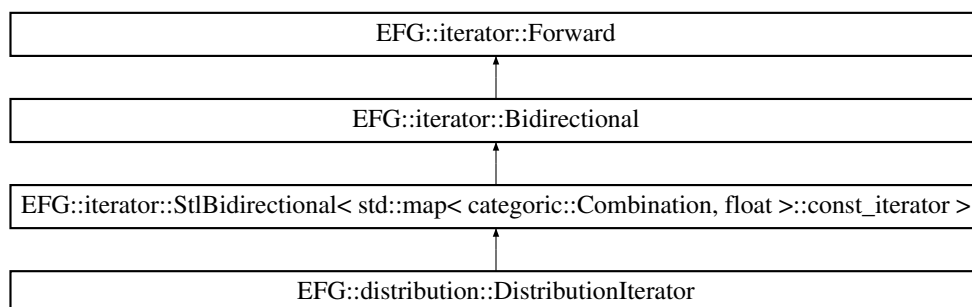 EFG::iterator::Forward
EFG::iterator::Bidirectional
EFG::iterator::StlBidirectional< std::map< categoric::Combination, float >::const_iterator >
EFG::distribution::DistributionIterator